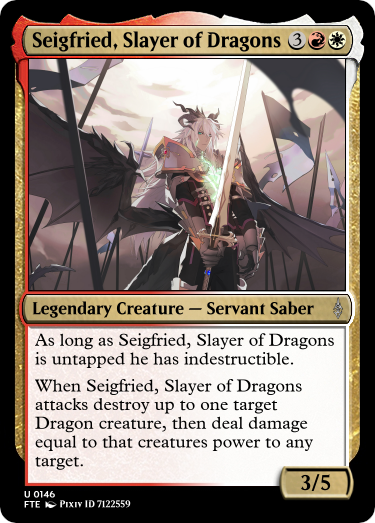 Seigfried, Slayer of Dragons 3
Legendary Creature — Servant Saber
As long as Seigfried, Slayer of Dragons
is untapped he has indestructible.
When Seigfried, Slayer of Dragons
attacks destroy up to one target
Dragon creature, then deal damage
equal to that creatures power to any
target.
3/5
U 0146
FTE Pixiv ID 7122559